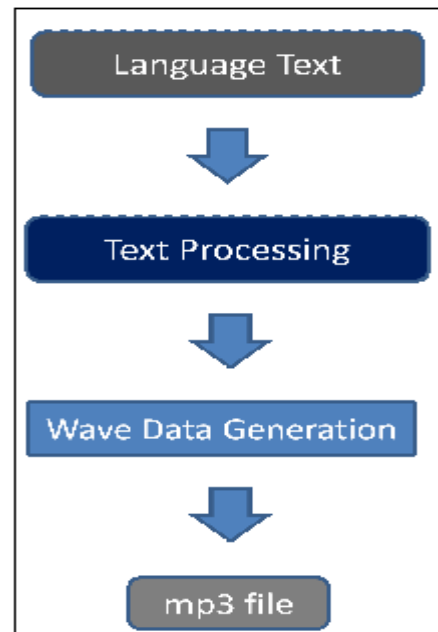 Language Text
Text Processing
Wave Data Generation
mp3 file